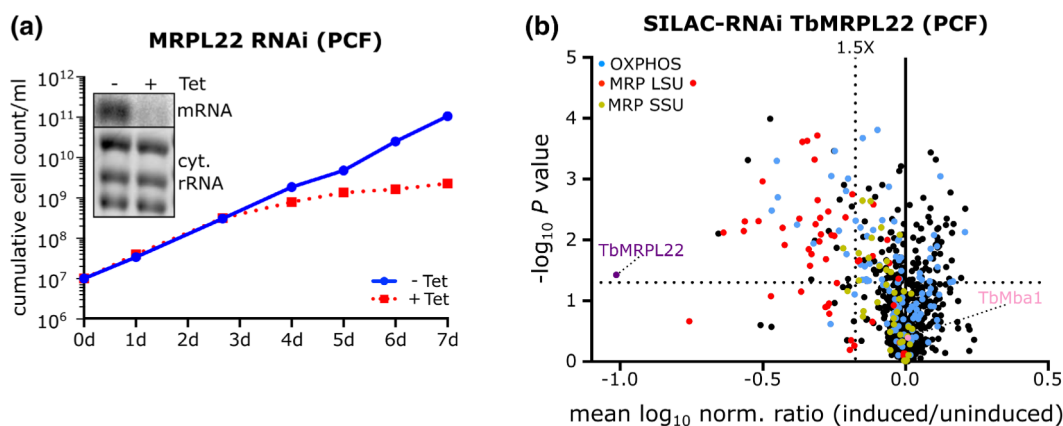 (a)
MRPL22 RNAi (PCF)
cumulative cell count/ml
10¹²
10¹¹
10¹⁰
10⁹
10⁸
10⁷
10⁶
- + Tet
mRNA
cyt.
rRNA
- Tet
+ Tet
0d 1d 2d 3d 4d 5d 6d 7d
(b)
SILAC-RNAi TbMRPL22 (PCF)
1.5X
-log₁₀ P value
5
4
3
2
1
0
OXPHOS
MRP LSU
MRP SSU
TbMRPL22
TbMba1
-1.0 -0.5 0.0 0.5
mean log₁₀ norm. ratio (induced/uninduced)